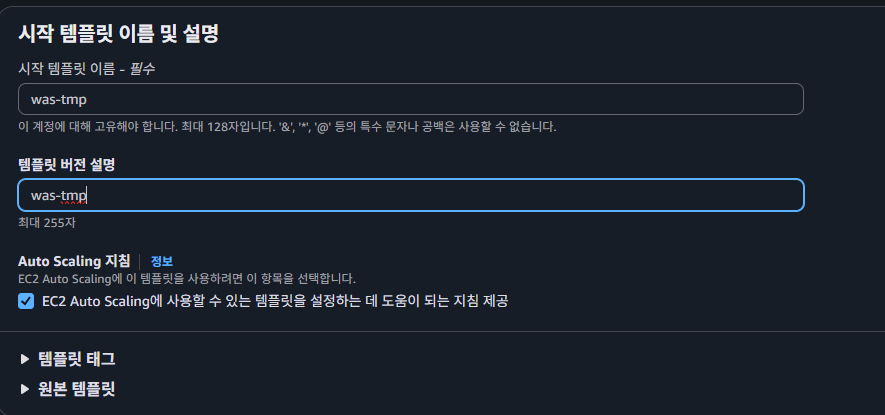 시작 템플릿 이름 및 설명
시작 템플릿 이름 - 필수
was-tmp
이 계정에 대해 고유해야 합니다. 최대 128자입니다. '&', '*', '@' 등의 특수 문자나 공백은 사용할 수 없습니다.
템플릿 버전 설명
was-tmp
최대 255자
Auto Scaling 지침 정보
EC2 Auto Scaling에 이 템플릿을 사용하려면 이 항목을 선택합니다.
EC2 Auto Scaling에 사용할 수 있는 템플릿을 설정하는 데 도움이 되는 지침 제공
템플릿 태그
원본 템플릿